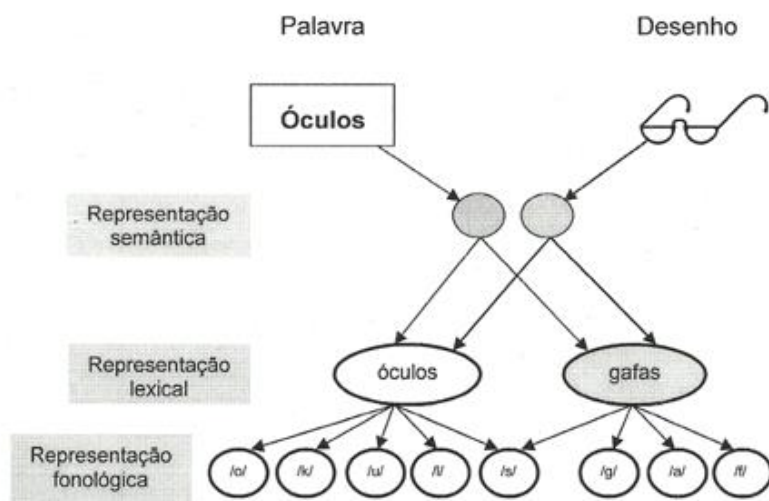 Palavra
Desenho
Óculos
Representação
semântica
Representação
lexical
óculos
gafas
Representação
fonológica
/o/
/k/
/u/
/l/
/s/
/g/
/a/
/f/